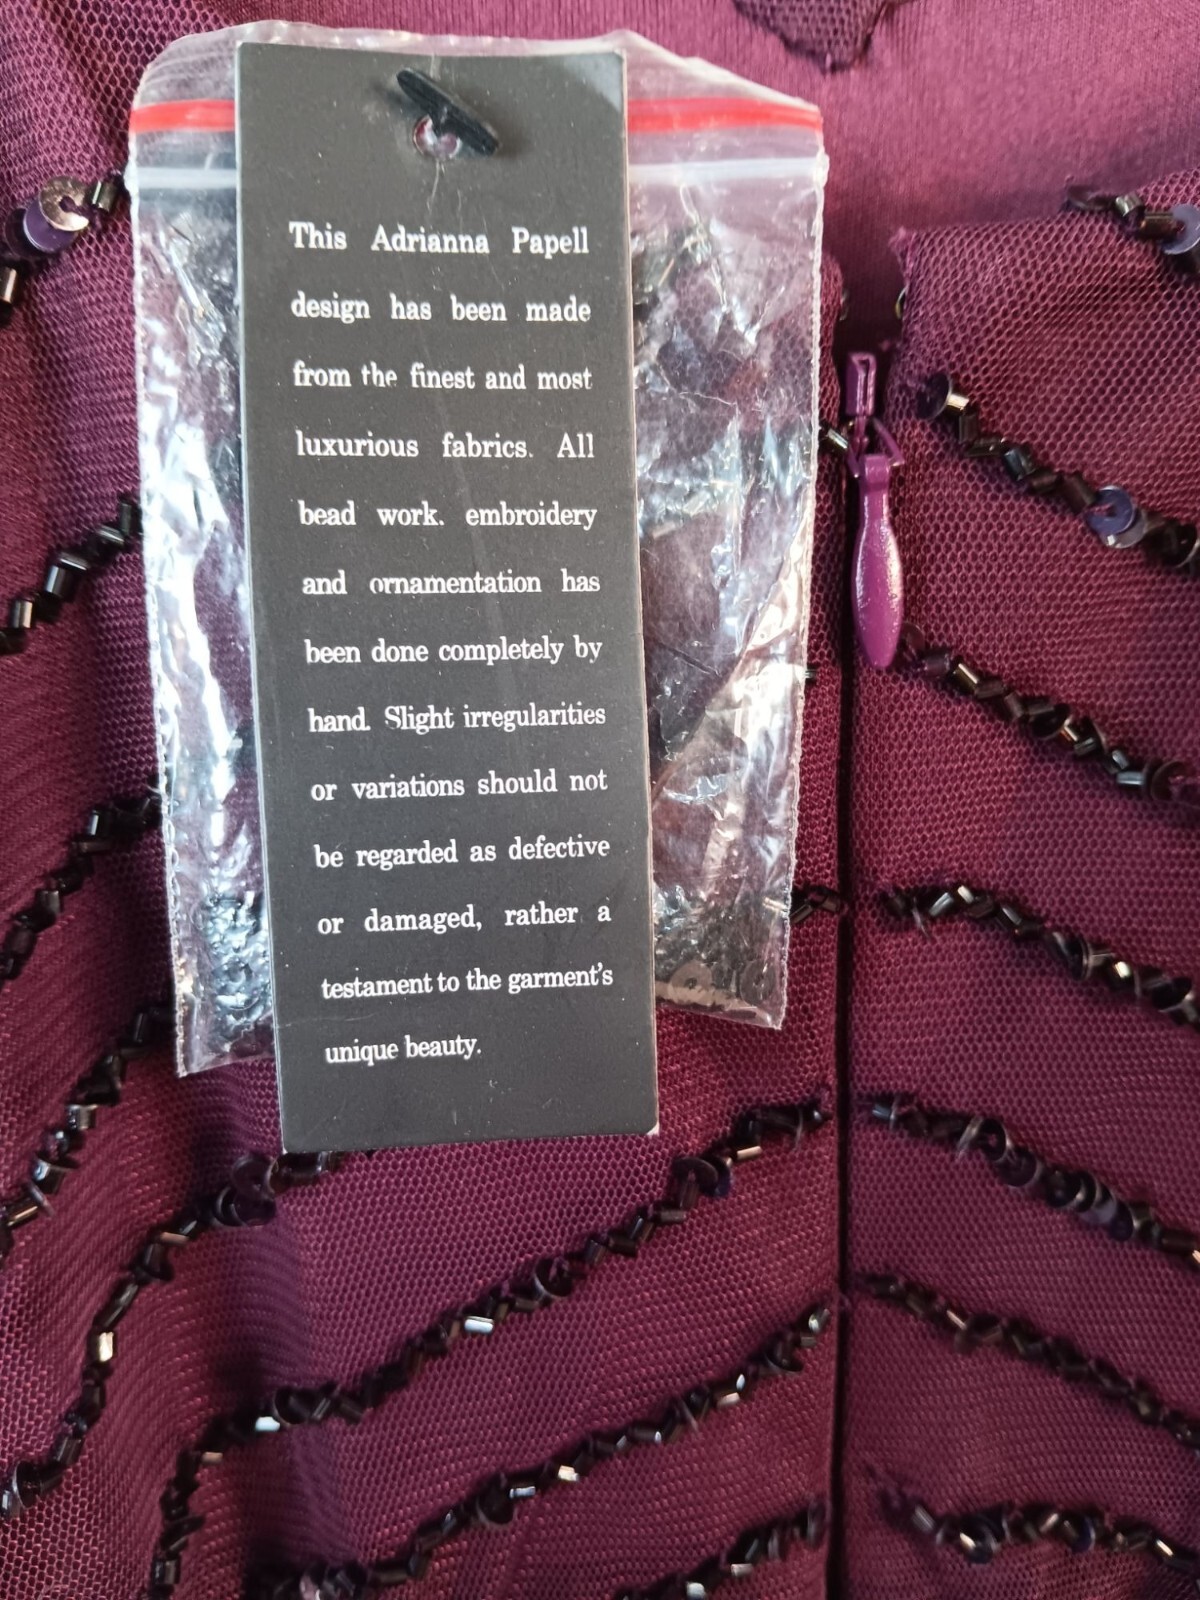 This Adrianna Papell
design has been made
from the finest and most
luxurious fabrics. All
bead work. embroidery
and ornamentation has
been done completely by
hand. Slight irregularities
or variations should not
be regarded as defective
or damaged, rather a
testament to the garment's
unique beauty.